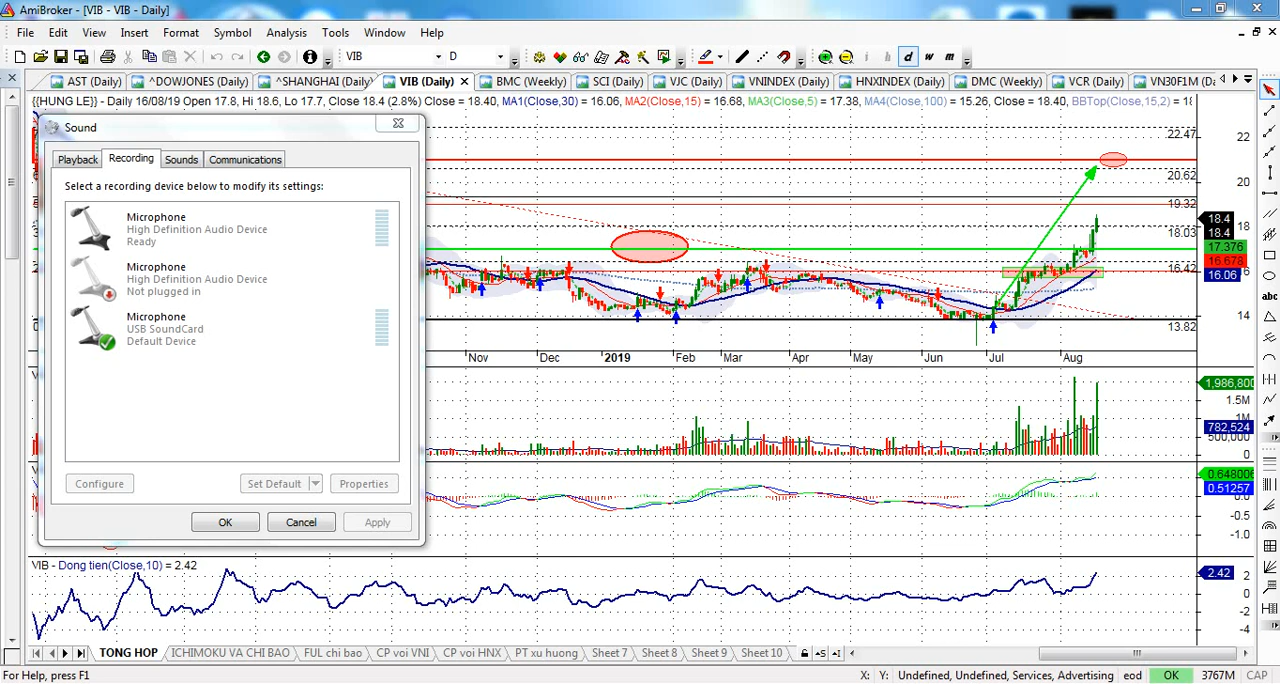 AmiBroker - [VIB - VIB - Daily]
File Edit View Insert Format Symbol Analysis Tools Window Help
VIB D i h d w m
AST (Daily) ^DOWJONES (Daily) ^SHANGHAI (Daily) VIB (Daily) BMC (Weekly) SCI (Daily) VJC (Daily) VNINDEX (Daily) HNXINDEX (Daily) DMC (Weekly) VCR (Daily) VN30F1M (Da
{{HUNG LE}} - Daily 16/08/19 Open 17.8, Hi 18.6, Lo 17.7, Close 18.4 (2.8%) Close = 18.40, MA1(Close,30) = 16.06, MA2(Close,15) = 16.68, MA3(Close,5) = 17.38, MA4(Close,100) = 15.26, Close = 18.40, BBTop(Close,15,2) = 18
Sound
Playback Recording Sounds Communications
Select a recording device below to modify its settings:
Microphone
High Definition Audio Device
Ready
Microphone
High Definition Audio Device
Not plugged in
Microphone
USB SoundCard
Default Device
Configure Set Default Properties
OK Cancel Apply
22.47
22
20.62
20
19.32
18.4
18
18.03
18.4
17.376
16.678
16.42
16.06
14
13.82
Nov Dec 2019 Feb Mar Apr May Jun Jul Aug
1,986,800
1.5M
1M
782,524
500,000
0
0.648006
0.51257
-0.0
-0.5
-1.0
VIB - Dong tien(Close,10) = 2.42
2.42
2
0
-2
-4
abc
TONG HOP ICHIMOKU VA CHI BAO FUL chi bao CP voi VNI CP voi HNX PT xu huong Sheet 7 Sheet 8 Sheet 9 Sheet 10
For Help, press F1 X: Y: Undefined, Undefined, Services, Advertising eod OK 3767M CAP